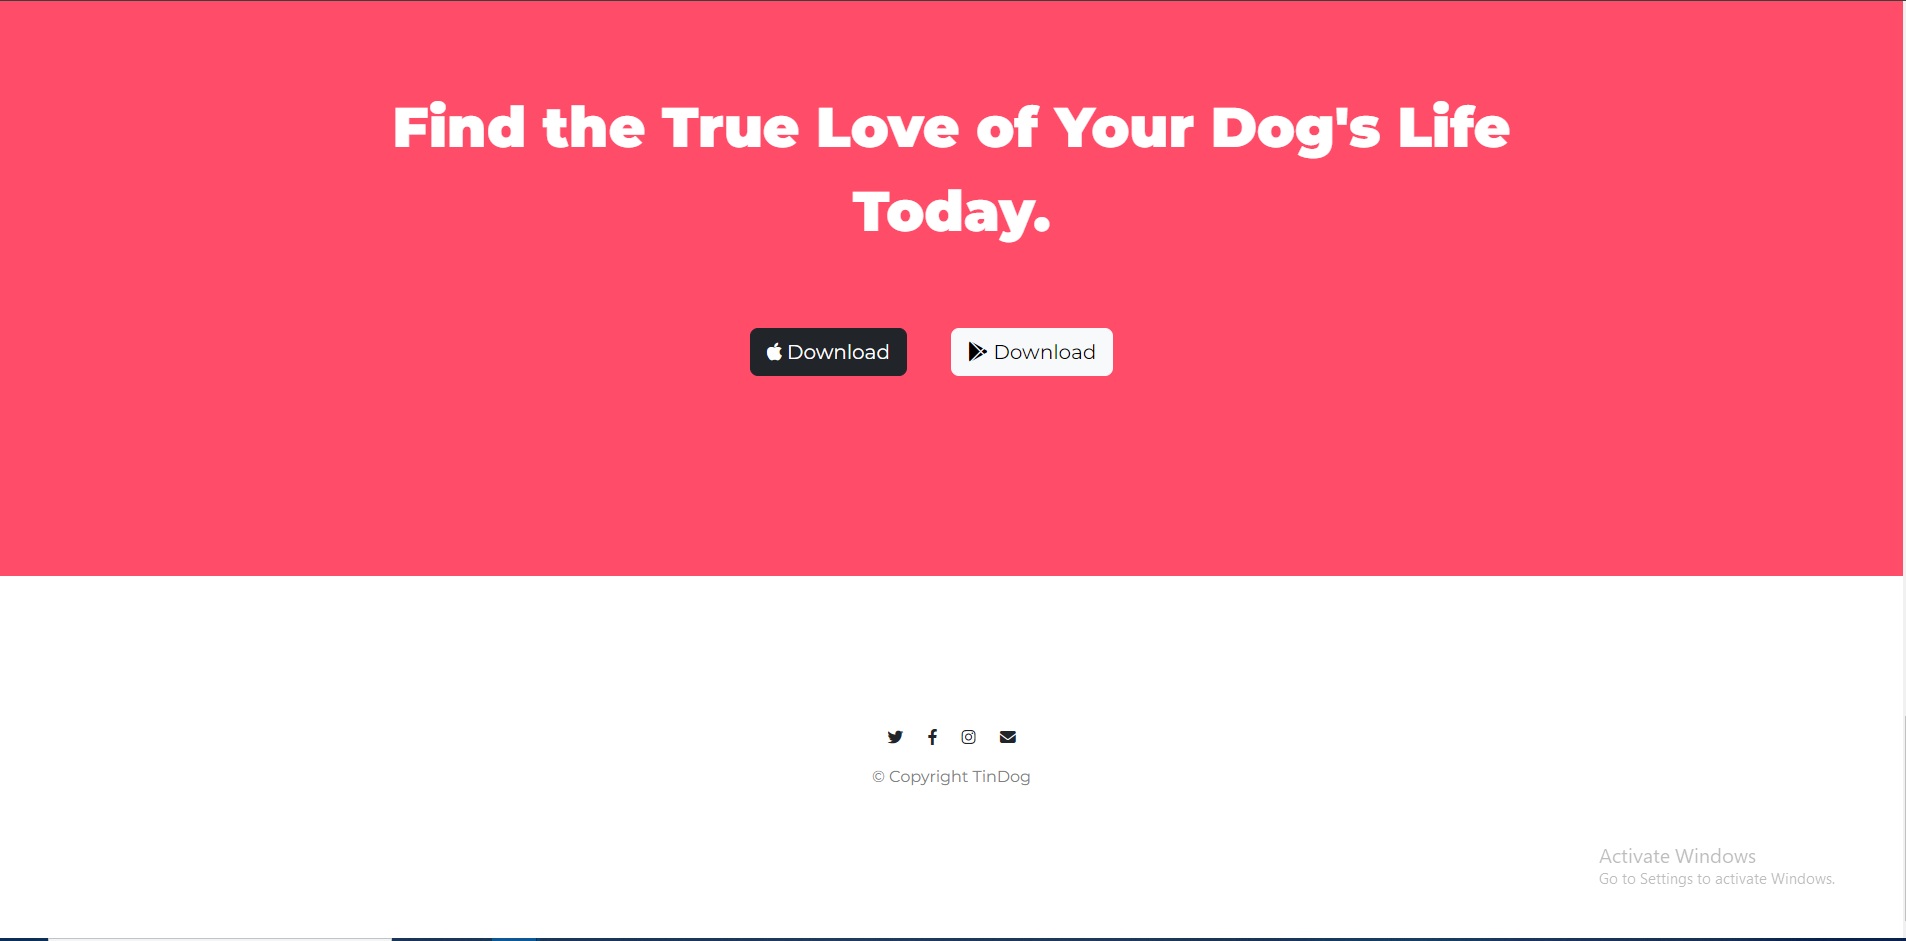 Find the True Love of Your Dog's Life
Today.
Download
Download
© Copyright TinDog
Activate Windows
Go to Settings to activate Windows.